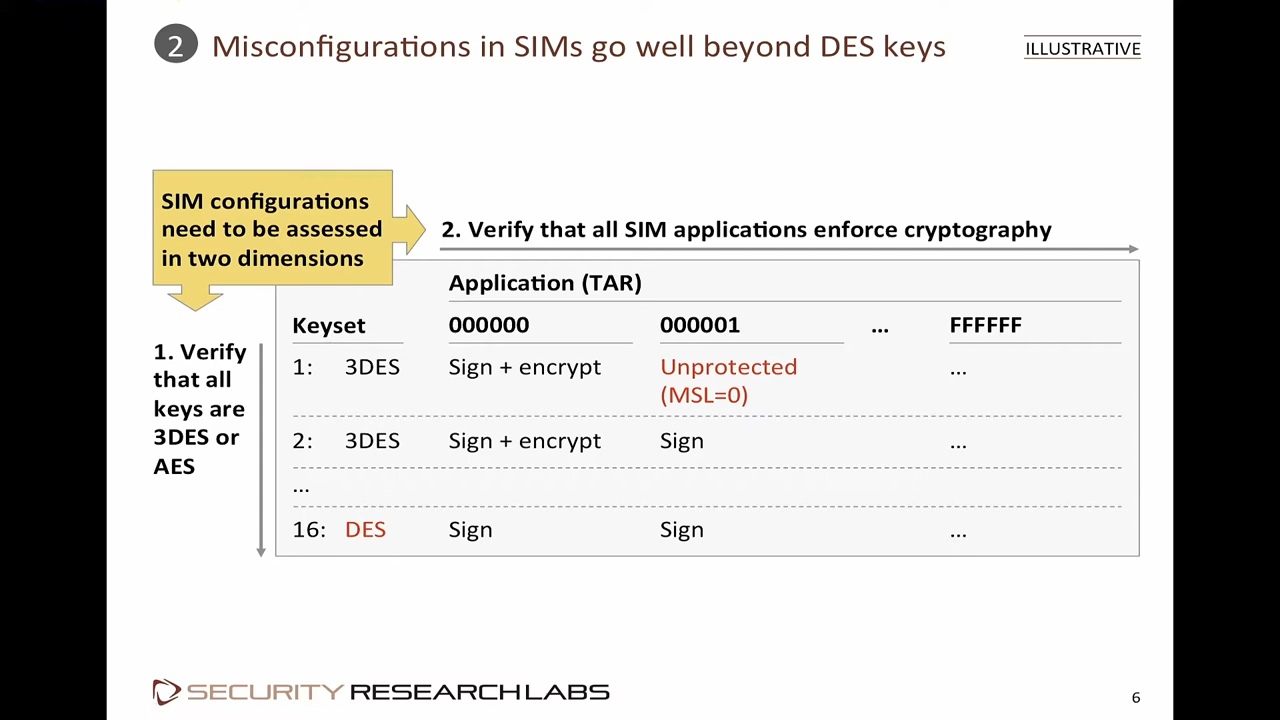 2 Misconfigurations in SIMs go well beyond DES keys
ILLUSTRATIVE
SIM configurations
need to be assessed
in two dimensions
2. Verify that all SIM applications enforce cryptography
1. Verify
that all
keys are
3DES or
AES
Application (TAR)
Keyset 000000 000001 ... FFFFFF
1: 3DES Sign + encrypt Unprotected ...
(MSL=0)
2: 3DES Sign + encrypt Sign ...
...
16: DES Sign Sign ...
SECURITY RESEARCH LABS
6